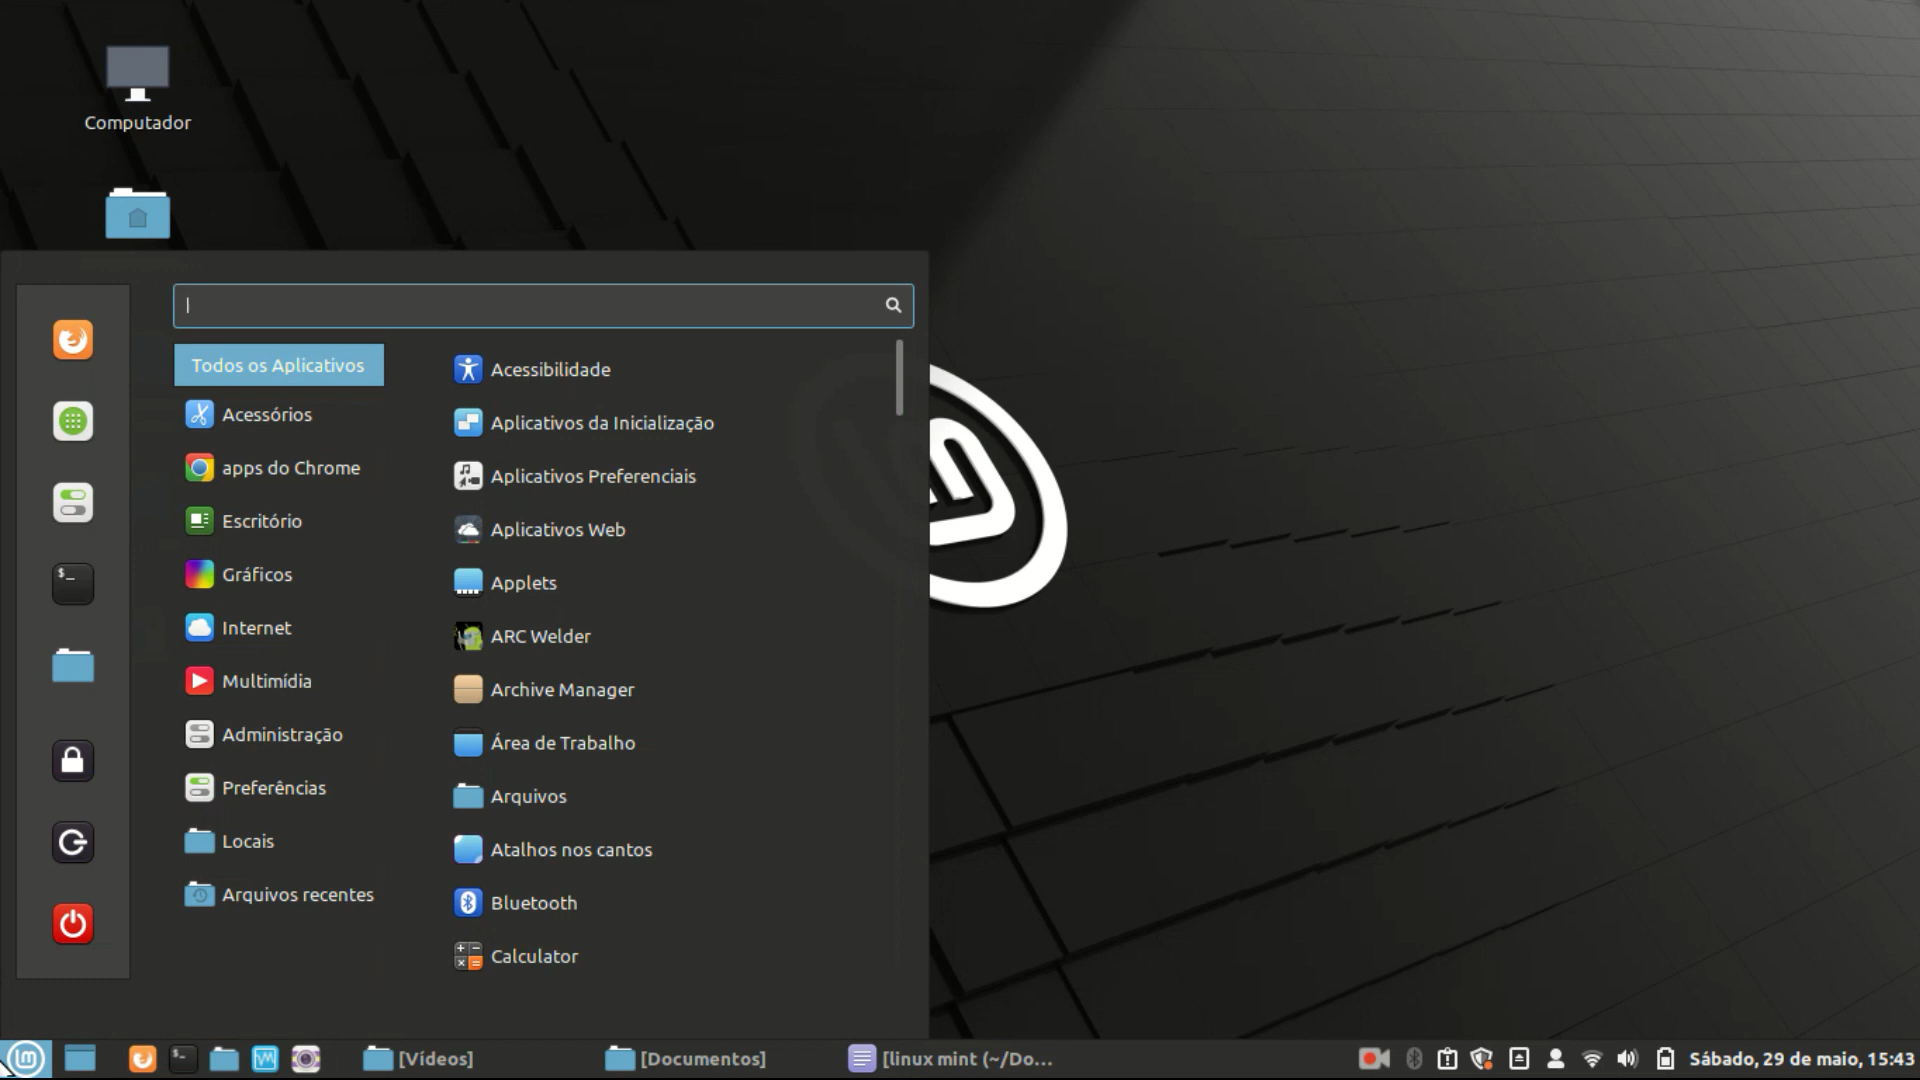 Computador
Todos os Aplicativos
Acessórios
apps do Chrome
Escritório
Gráficos
Internet
Multimídia
Administração
Preferências
Locais
Arquivos recentes
Acessibilidade
Aplicativos da Inicialização
Aplicativos Preferenciais
Aplicativos Web
Applets
ARC Welder
Archive Manager
Área de Trabalho
Arquivos
Atalhos nos cantos
Bluetooth
Calculator
[Vídeos]
[Documentos]
[linux mint (~/Do...
Sábado, 29 de maio, 15:43